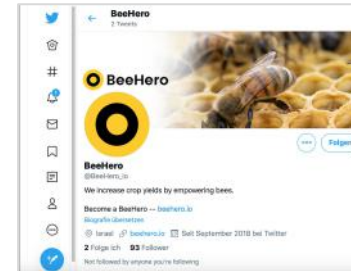 BeeHero
2 Tweets
BeeHero
Folgen
BeeHero
@BeeHero_io
We increase crop yields by empowering bees.
Become a BeeHero — beehero.io
Biografie übersetzen
Israel beehero.io Seit September 2018 bei Twitter
2 Folge ich 93 Follower
Not followed by anyone you're following